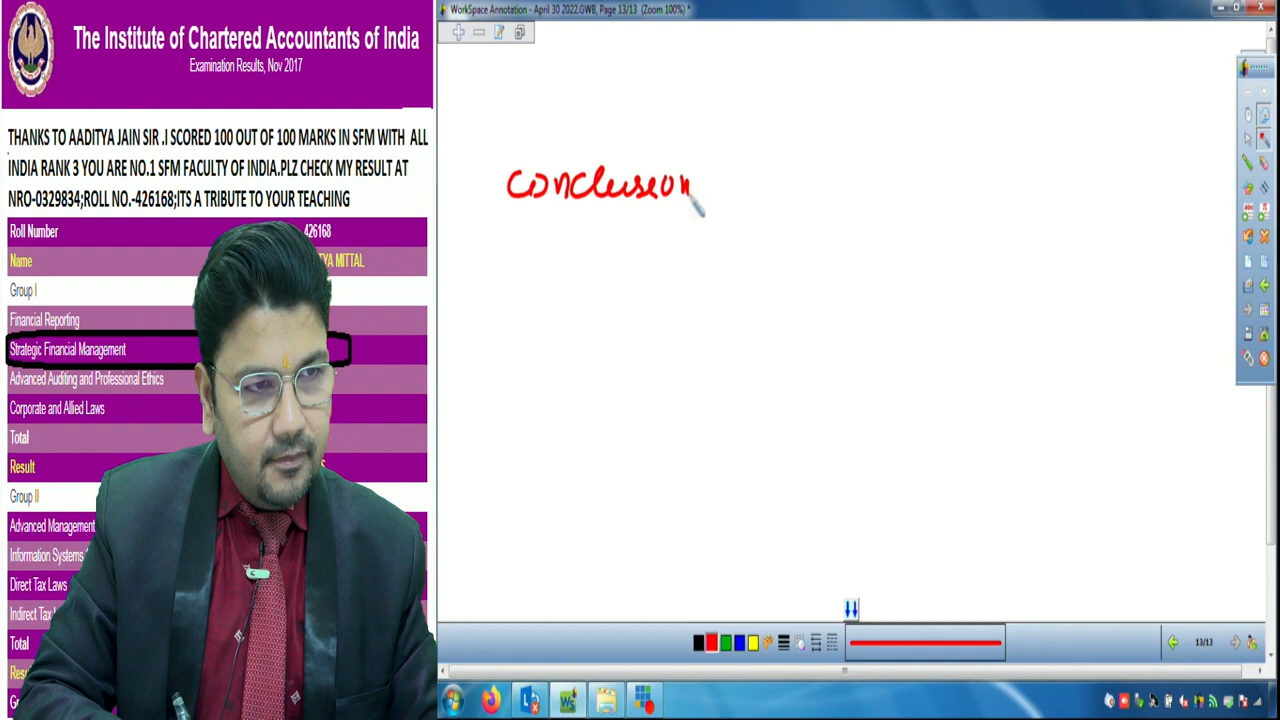 The Institute of Chartered Accountants of India
Examination Results, Nov 2017
THANKS TO AADITYA JAIN SIR .I SCORED 100 OUT OF 100 MARKS IN SFM WITH ALL
INDIA RANK 3 YOU ARE NO.1 SFM FACULTY OF INDIA.PLZ CHECK MY RESULT AT
NRO-0329834;ROLL NO.-426168;ITS A TRIBUTE TO YOUR TEACHING
Roll Number 426168
Name MITTAL
Group I
Financial Reporting
Strategic Financial Management
Advanced Auditing and Professional Ethics
Corporate and Allied Laws
Total
Result
Group II
Advanced Management
Information Systems
Direct Tax Laws
Indirect Tax
Total
WorkSpace Annotation - April 30 2022.GWB, Page 13/13 (Zoom 100%) *
conclusion
13/13